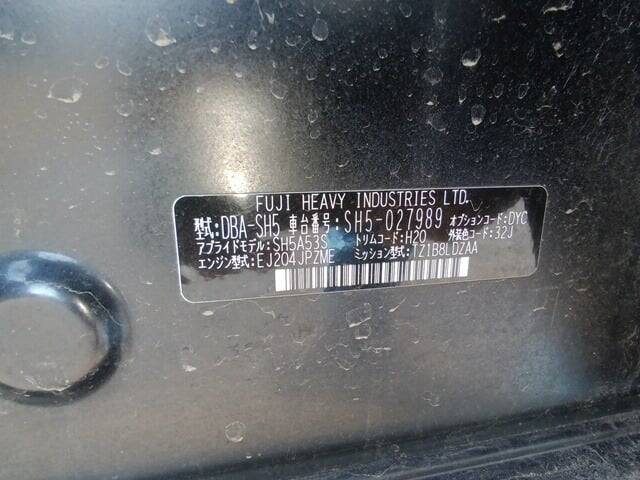 FUJI HEAVY INDUSTRIES LTD.
型式:DBA-SH5 車台番号:SH5-027989 オプションコード:DYC
アプライドモデル:SH5A53S トリムコード:H20 外装色コード:32J
エンジン型式:EJ204JPZME ミッション型式:TZ1B8LDZAA